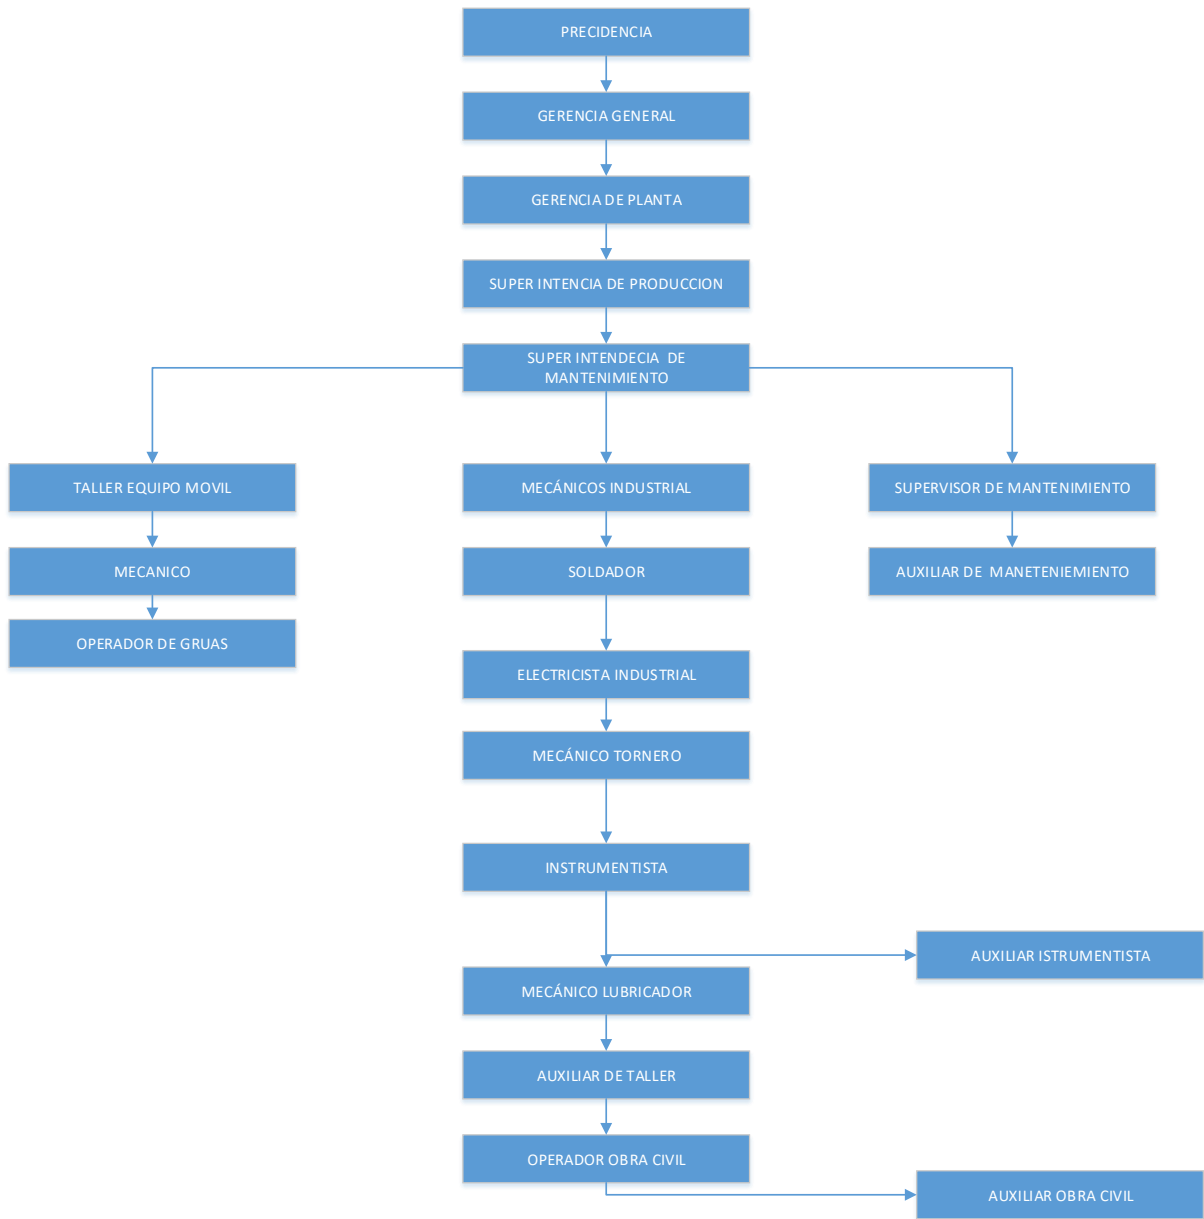 PRECIDENCIA
GERENCIA GENERAL
GERENCIA DE PLANTA
SUPER INTENCIA DE PRODUCCION
SUPER INTENDECIA DE
MANTENIMIENTO
TALLER EQUIPO MOVIL
MECÁNICOS INDUSTRIAL
SUPERVISOR DE MANTENIMIENTO
MECANICO
SOLDADOR
AUXILIAR DE MANETENIEMIENTO
OPERADOR DE GRUAS
ELECTRICISTA INDUSTRIAL
MECÁNICO TORNERO
INSTRUMENTISTA
AUXILIAR ISTRUMENTISTA
MECÁNICO LUBRICADOR
AUXILIAR DE TALLER
OPERADOR OBRA CIVIL
AUXILIAR OBRA CIVIL